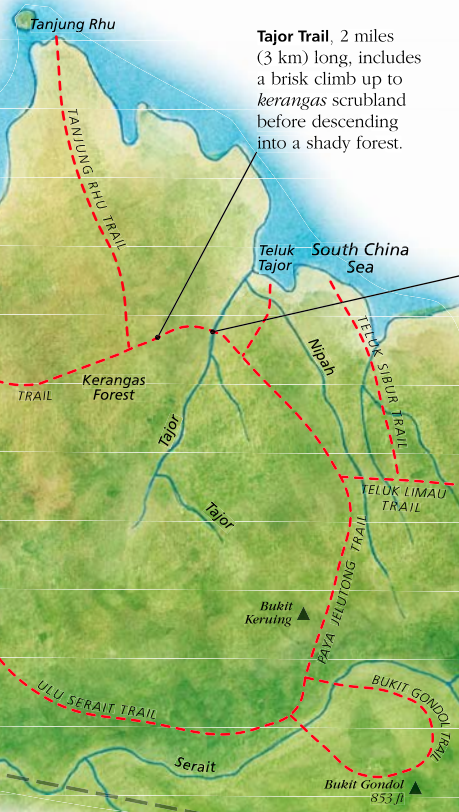 Tanjung Rhu
Tajor Trail, 2 miles
(3 km) long, includes
a brisk climb up to
kerangas scrubland
before descending
into a shady forest.
TANJUNG RHU TRAIL
Teluk
Tajor
South China
Sea
Nipah
TELUK SIBUR TRAIL
Kerangas
Forest
TRAIL
Tajor
Tajor
TELUK LIMAU
TRAIL
PAYA JELUTONG TRAIL
Bukit
Keruing
ULU SERAIT TRAIL
BUKIT GONDOL TRAIL
Serait
Bukit Gondol
853 ft